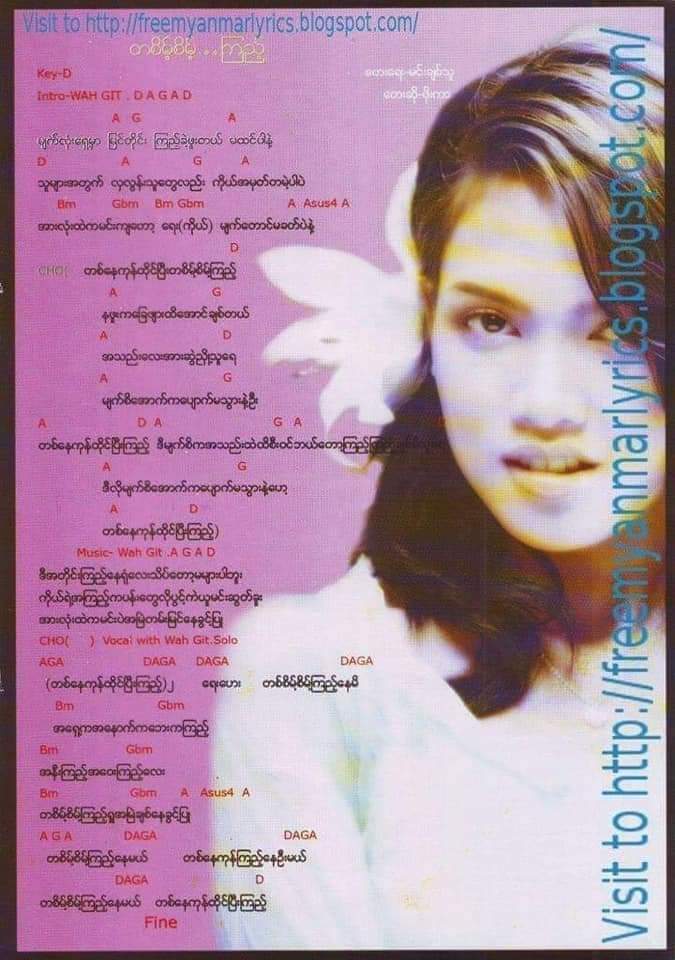 Visit to http://freemyanmarlyrics.blogspot.com/
တစိမ့်စိမ့်...ကြည့်
Key-D
ဟေးရေး-မင်းချစ်သူ
Intro-WAH GIT . D A G A D
တေးဆို-ဖိုးကာ
A G A
မျက်လုံးရှေ့မှာ မြင်တိုင်း ကြည့်ခဲ့ဖူးတယ် မထင်ပါနဲ့
D A G A
သူများအတွက် လှလွန်းသူတွေလည်း ကိုယ်အမှတ်တမဲ့ပါပဲ
Bm Gbm Bm Gbm A Asus4 A
အားလုံးထဲကမင်းကျတော့ ရေး(ကိုယ်) မျက်တောင်မခတ်ပဲနဲ့
D
CHO( တစ်နေကုန်ထိုင်ပြီးတစိမ့်စိမ့်ကြည့်
A G
နဖူးကခြေဖျားထိအောင်ချစ်တယ်
A D
အသည်းလေးအားဆွဲညှို့သူရေ
A G
မျက်စိအောက်ကပျောက်မသွားနဲ့ဦး
A D A G A
တစ်နေကုန်ထိုင်ပြီးကြည့် ဒီမျက်စိကအသည်းထဲထိစီးဝင်ဘယ်တော့ကြည့်ကြည့်
A G
ဒီလိုမျက်စိအောက်ကပျောက်မသွားနဲ့ဟေ့
A D
တစ်နေကုန်ထိုင်ပြီးကြည့်)
Music- Wah Git .A G A D
ဒီအတိုင်းကြည့်နေရုံလေးသိပ်တော့မများပါဘူး
ကိုယ်ရဲ့အကြည့်ကပန်းတွေလိုပွင့်ကဲယူမင်းဆွတ်ခူး
အားလုံးထဲကမင်းပဲအမြဲတမ်းမြင်နေခွင့်ပြု
CHO( ) Vocal with Wah Git.Solo
AGA DAGA DAGA DAGA
(တစ်နေကုန်ထိုင်ပြီးကြည့်)၂ ရေးဟေး တစ်စိမ့်စိမ့်ကြည့်နေမိ
Bm Gbm
အရှေ့ကအနောက်ကဘေးကကြည့်
Bm Gbm
အနီးကြည့်အဝေးကြည့်လေ
Bm Gbm A Asus4 A
တစိမ့်စိမ့်ကြည့်ရှုအမြဲချစ်နေခွင့်ပြု
A G A DAGA DAGA
တစိမ့်စိမ့်ကြည့်နေမယ် တစ်နေကုန်ကြည့်နေဦးမယ်
DAGA D
တစိမ့်စိမ့်ကြည့်နေမယ် တစ်နေကုန်ထိုင်ပြီးကြည့်
Fine
Visit to http://freemyanmarlyrics.blogspot.com/